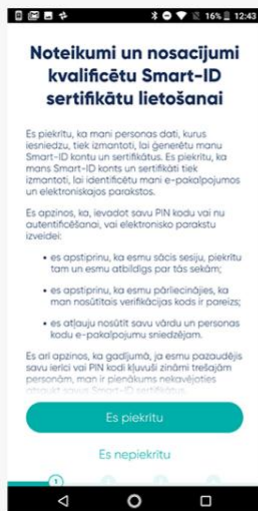 16% 12:43
Noteikumi un nosacījumi
kvalificētu Smart-ID
sertifikātu lietošanai
Es piekrītu, ka mani personas dati, kurus
iesniedzu, tiek izmantoti, lai ģenerētu manu
Smart-ID kontu un sertifikātus. Es piekrītu, ka
mans Smart-ID konts un sertifikāti tiek
izmantoti, lai identificētu mani e-pakalpojumos
un elektroniskajos parakstos.
Es apzinos, ka, ievadot savu PIN kodu vai nu
autentificēšanai, vai elektronisko parakstu
izveidei:
• es apstiprinu, ka esmu sācis sesiju, piekrītu
tam un esmu atbildīgs par tās sekām;
• es apstiprinu, ka esmu pārliecinājies, ka
man nosūtītais verifikācijas kods ir pareizs;
• es atļauju nosūtīt savu vārdu un personas
kodu e-pakalpojumu sniedzējam.
Es arī apzinos, ka gadījumā, ja esmu pazaudējis
savu ierīci vai PIN kodi kļuvuši zināmi trešajām
personām, man ir pienākums nekavējoties
atsaukt savus Smart-ID sertifikātus.
Es piekrītu
Es nepiekrītu
1